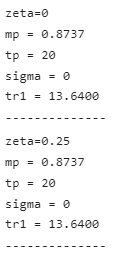 zeta=0
mp = 0.8737
tp = 20
sigma = 0
tr1 = 13.6400
--------------
zeta=0.25
mp = 0.8737
tp = 20
sigma = 0
tr1 = 13.6400
--------------